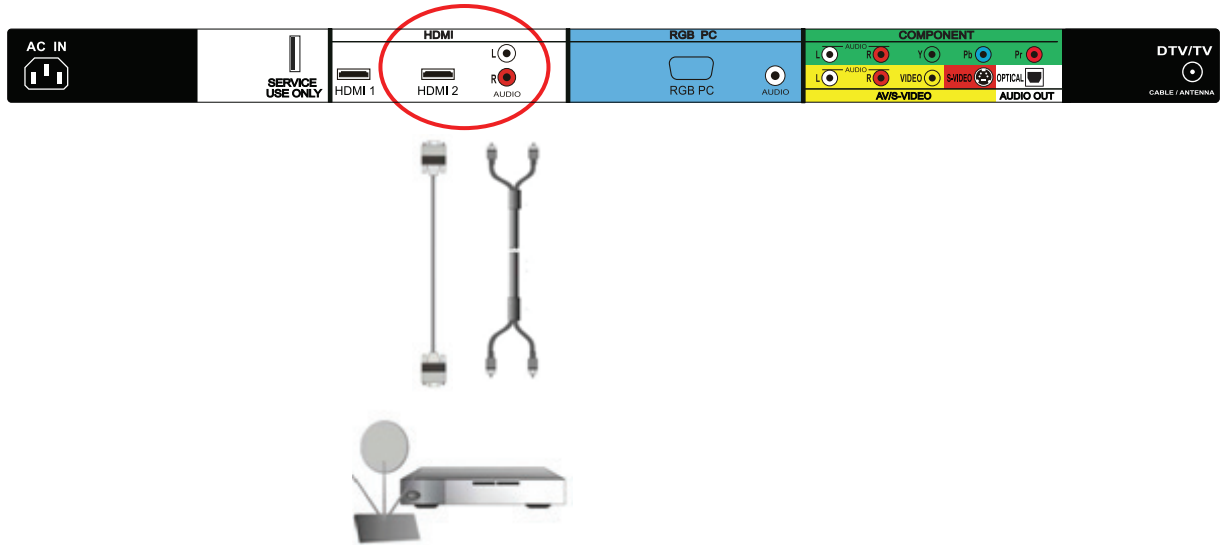 AC IN
SERVICE
USE ONLY
HDMI
HDMI 1
HDMI 2
L
R
AUDIO
RGB PC
RGB PC
AUDIO
COMPONENT
L AUDIO R Y Pb Pr
L AUDIO R VIDEO S-VIDEO OPTICAL
AV/S-VIDEO
AUDIO OUT
DTV/TV
CABLE / ANTENNA